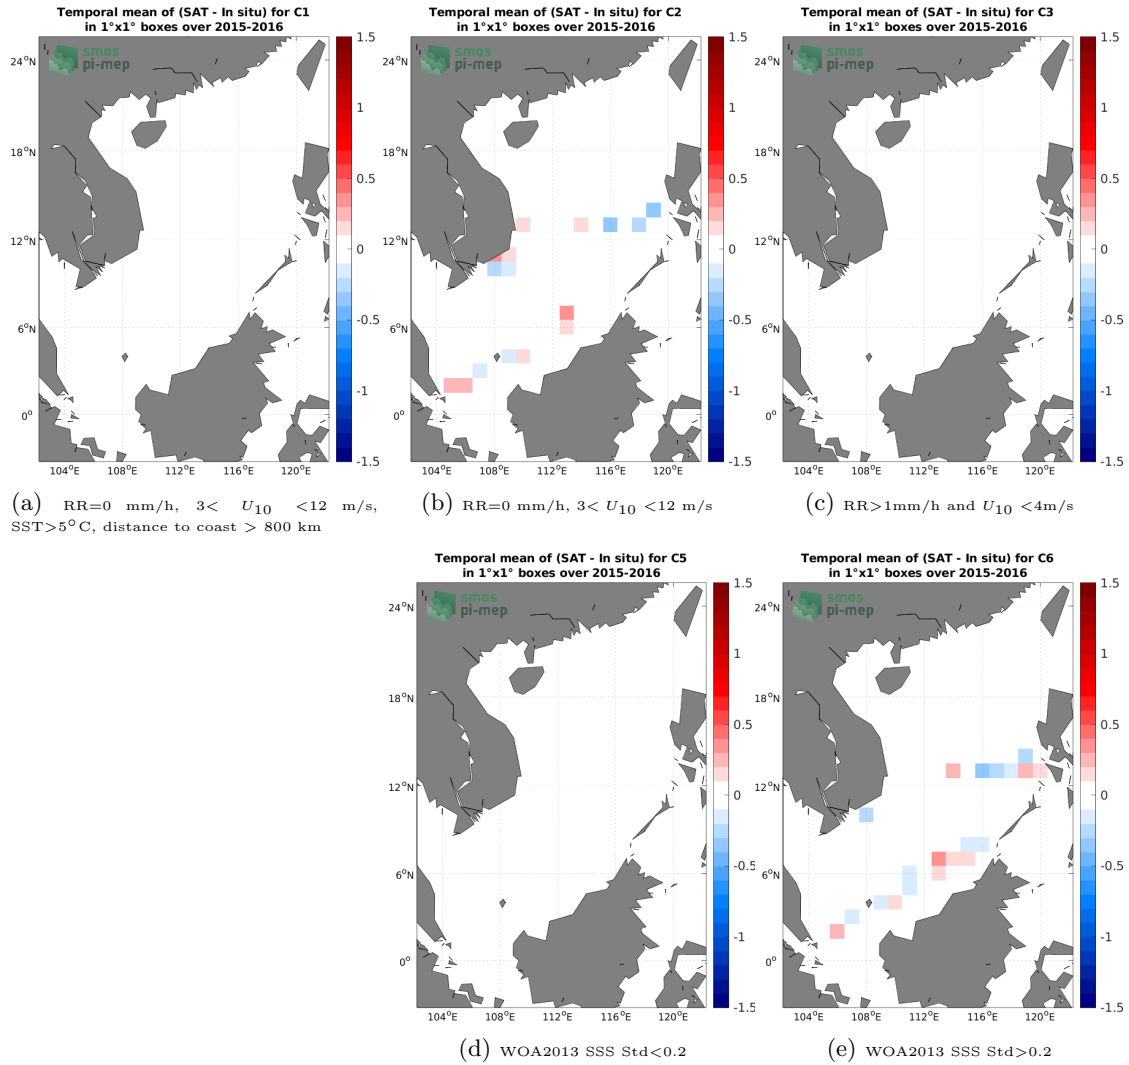 Temporal mean of (SAT - In situ) for C1
in 1°x1° boxes over 2015-2016
smos
pi-mep
24°N
18°N
12°N
6°N
0°
104°E 108°E 112°E 116°E 120°E
1.5
1
0.5
0
-0.5
-1
-1.5
(a) RR=0 mm/h, 3< U10 <12 m/s,
SST>5°C, distance to coast > 800 km
Temporal mean of (SAT - In situ) for C2
in 1°x1° boxes over 2015-2016
smos
pi-mep
24°N
18°N
12°N
6°N
0°
104°E 108°E 112°E 116°E 120°E
1.5
1
0.5
0
-0.5
-1
-1.5
(b) RR=0 mm/h, 3< U10 <12 m/s
Temporal mean of (SAT - In situ) for C3
in 1°x1° boxes over 2015-2016
smos
pi-mep
24°N
18°N
12°N
6°N
0°
104°E 108°E 112°E 116°E 120°E
1.5
1
0.5
0
-0.5
-1
-1.5
(c) RR>1mm/h and U10 <4m/s
Temporal mean of (SAT - In situ) for C5
in 1°x1° boxes over 2015-2016
smos
pi-mep
24°N
18°N
12°N
6°N
0°
104°E 108°E 112°E 116°E 120°E
1.5
1
0.5
0
-0.5
-1
-1.5
(d) WOA2013 SSS Std<0.2
Temporal mean of (SAT - In situ) for C6
in 1°x1° boxes over 2015-2016
smos
pi-mep
24°N
18°N
12°N
6°N
0°
104°E 108°E 112°E 116°E 120°E
1.5
1
0.5
0
-0.5
-1
-1.5
(e) WOA2013 SSS Std>0.2